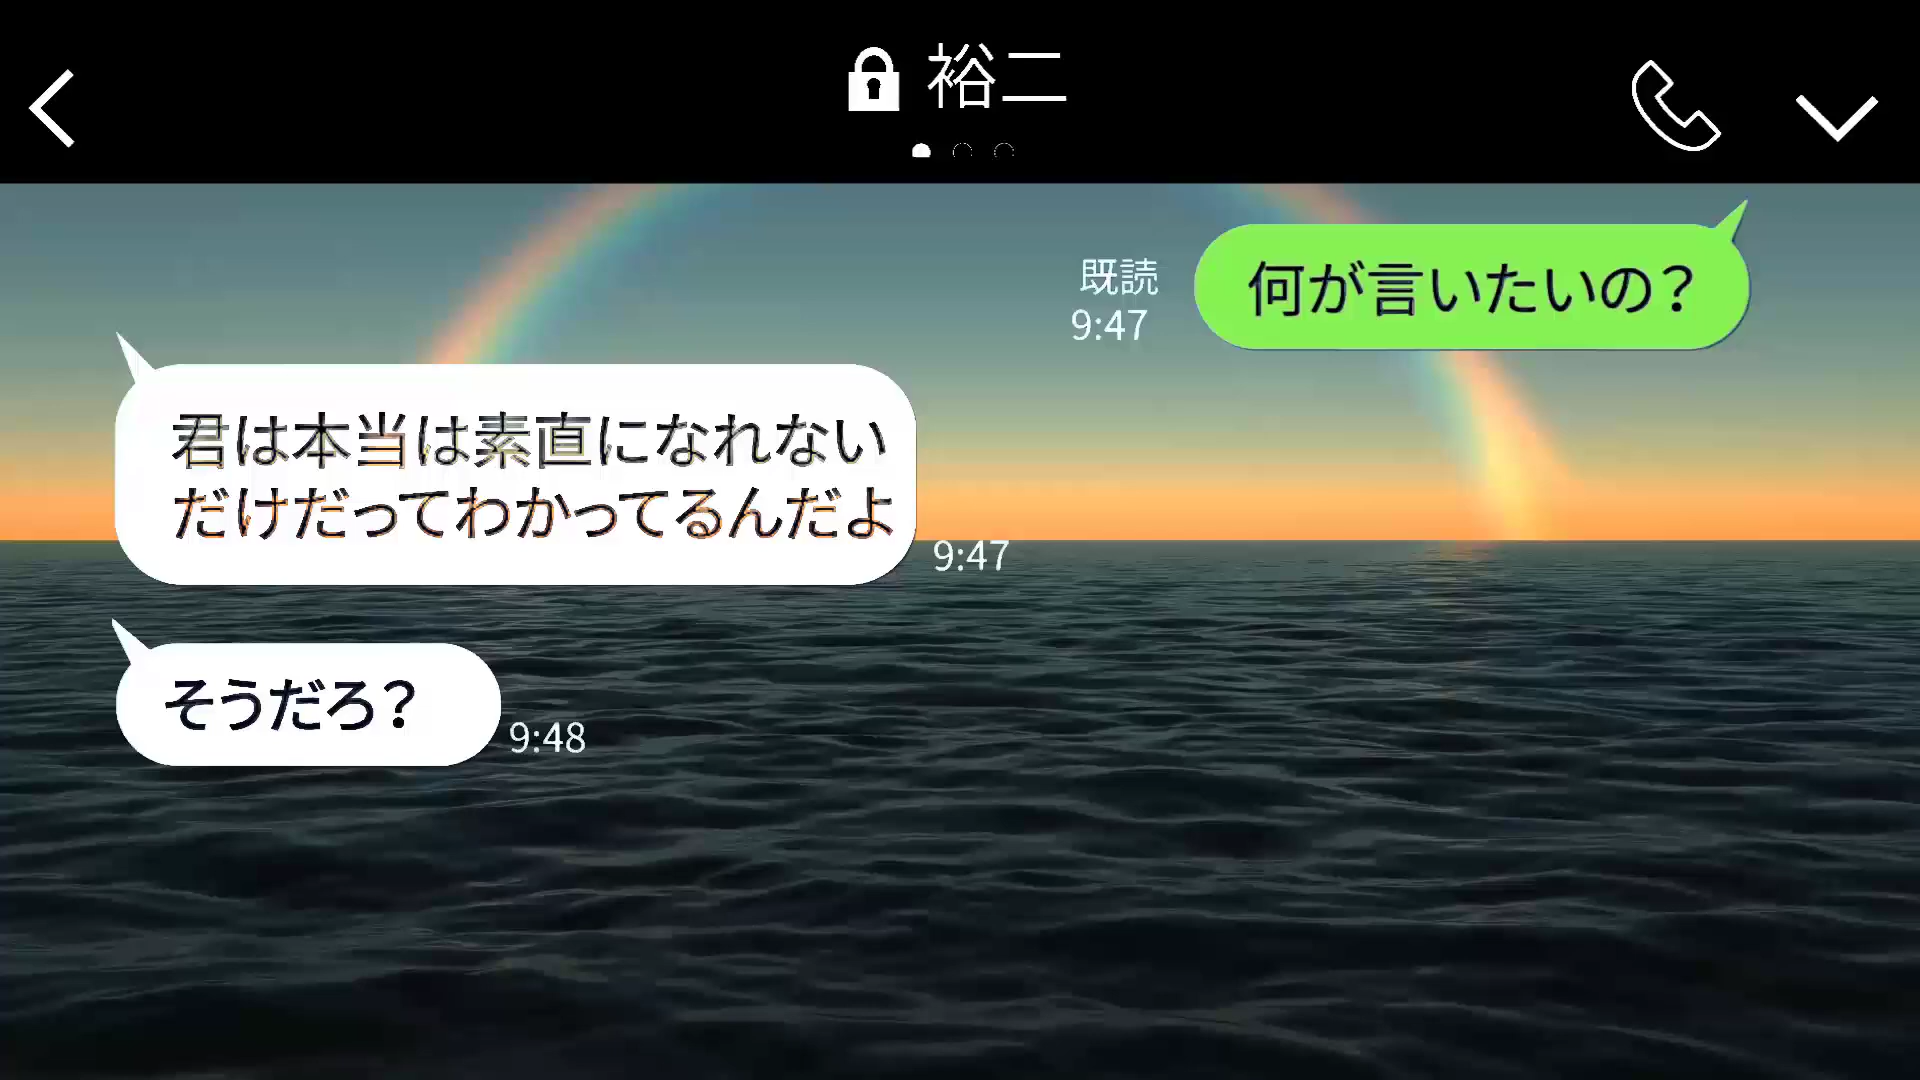 裕二
何が言いたいの？
既読
9:47
君は本当は素直になれない
だけだってわかってるんだよ
9:47
そうだろ？
9:48